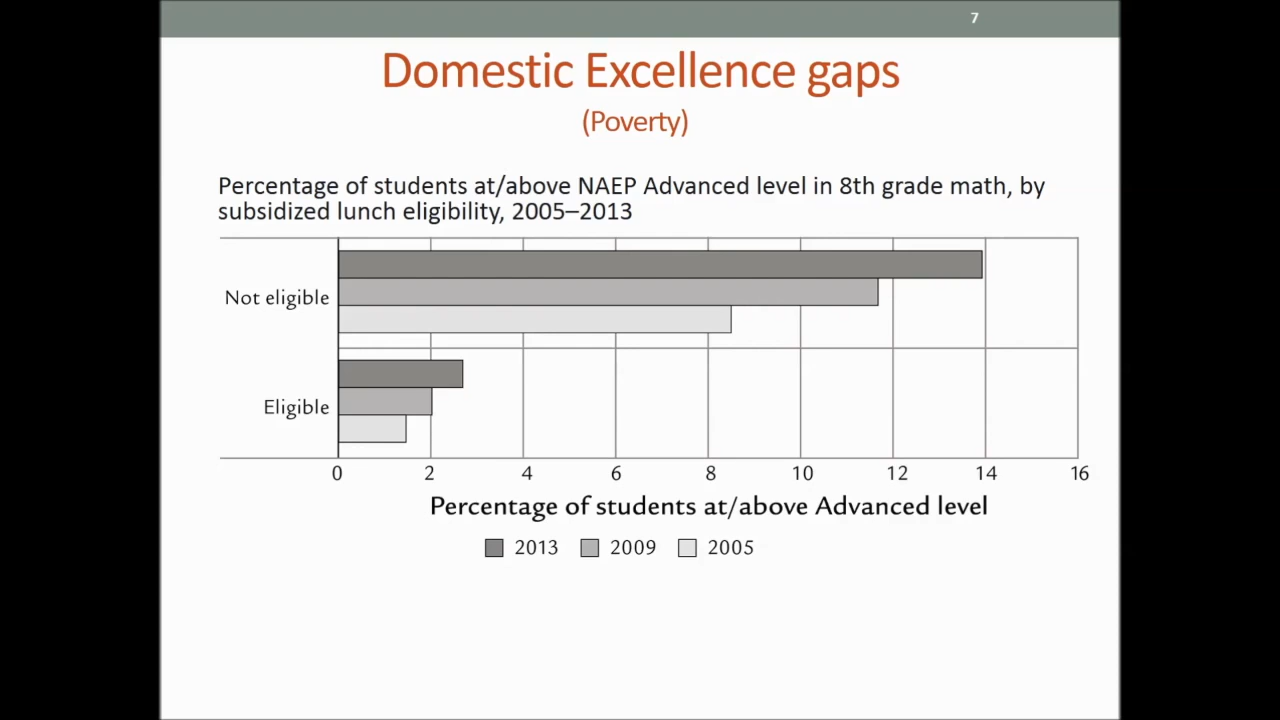 7
Domestic Excellence gaps
(Poverty)
Percentage of students at/above NAEP Advanced level in 8th grade math, by
subsidized lunch eligibility, 2005–2013
Not eligible
Eligible
0 2 4 6 8 10 12 14 16
Percentage of students at/above Advanced level
2013 2009 2005